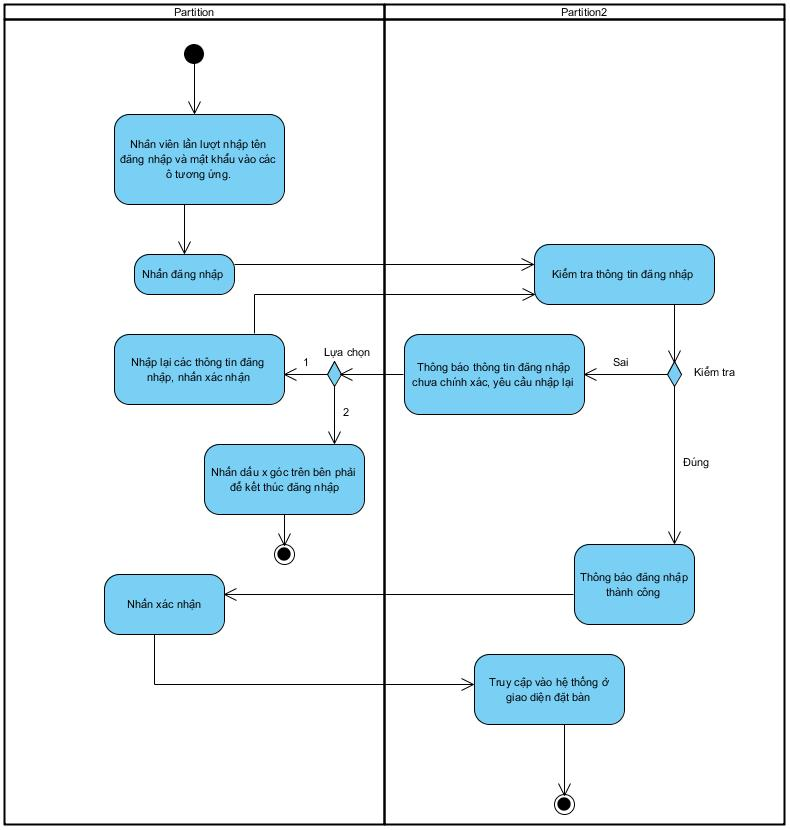 Partition
Partition2
Nhân viên lần lượt nhập tên
đăng nhập và mật khẩu vào các
ô tương ứng.
Nhấn đăng nhập
Kiểm tra thông tin đăng nhập
Nhập lại các thông tin đăng
nhập, nhấn xác nhận
1
Lựa chọn
Thông báo thông tin đăng nhập
chưa chính xác, yêu cầu nhập lại
Sai
Kiểm tra
2
Nhấn dấu x góc trên bên phải
để kết thúc đăng nhập
Đúng
Thông báo đăng nhập
thành công
Nhấn xác nhận
Truy cập vào hệ thống ở
giao diện đặt bàn